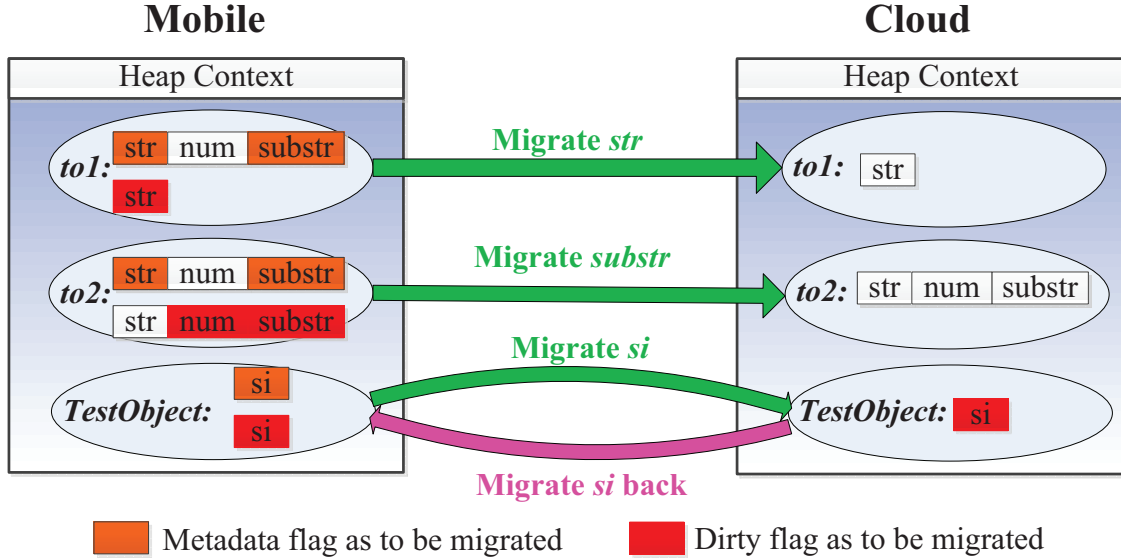 Mobile
Cloud
Heap Context
Heap Context
to1:
str num substr
str
Migrate str
to1:
str
to2:
str num substr
str num substr
Migrate substr
to2:
str num substr
TestObject:
si
si
Migrate si
TestObject:
si
Migrate si back
Metadada flag as to be migrated
Dirty flag as to be migrated